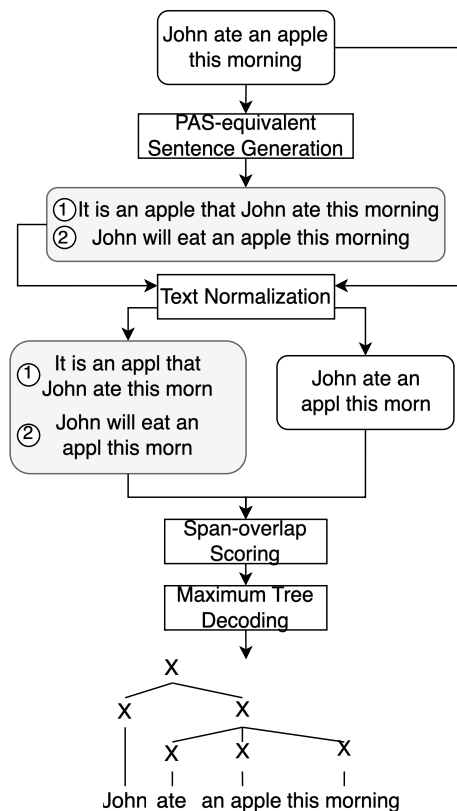 John ate an apple
this morning
PAS-equivalent
Sentence Generation
① It is an apple that John ate this morning
② John will eat an apple this morning
Text Normalization
① It is an appl that
John ate this morn
② John will eat an
appl this morn
John ate an
appl this morn
Span-overlap
Scoring
Maximum Tree
Decoding
X
X X
X X X
John ate an apple this morning